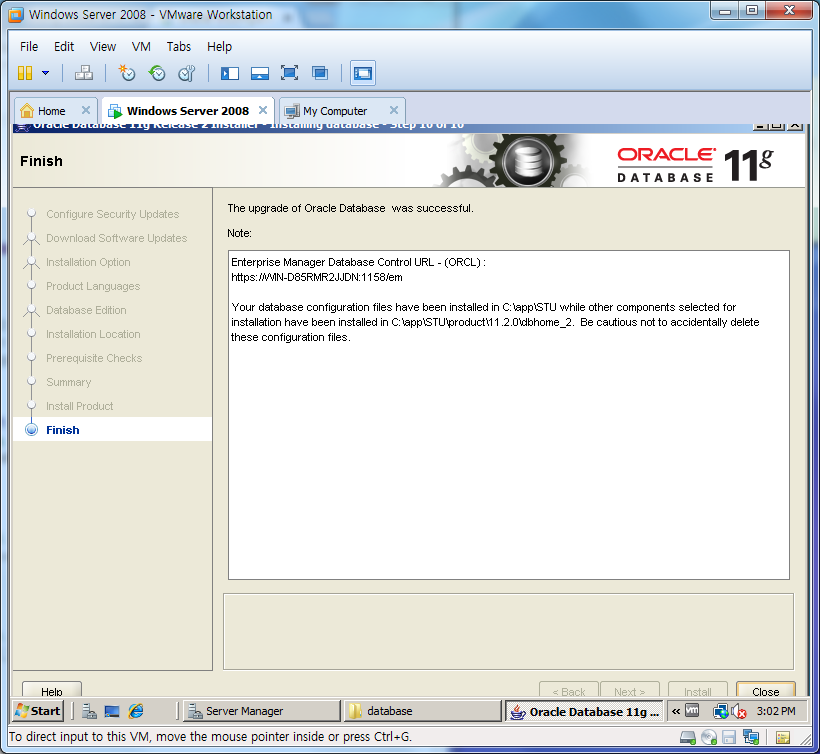 Windows Server 2008 - VMware Workstation
File Edit View VM Tabs Help
Home Windows Server 2008 My Computer
Oracle Database 11g Release 2 Installer - Installing database - Step 10 of 10
Finish
ORACLE
DATABASE 11g
Configure Security Updates
Download Software Updates
Installation Option
Product Languages
Database Edition
Installation Location
Prerequisite Checks
Summary
Install Product
Finish
The upgrade of Oracle Database  was successful.
Note:
Enterprise Manager Database Control URL - (ORCL) :
https://WIN-D85RMR2JJDN:1158/em
Your database configuration files have been installed in C:\app\STU while other components selected for
installation have been installed in C:\app\STU\product\11.2.0\dbhome_2.  Be cautious not to accidentally delete
these configuration files.
Help < Back Next > Install Close
Start Server Manager database Oracle Database 11g ... « vm 3:02 PM
To direct input to this VM, move the mouse pointer inside or press Ctrl+G.